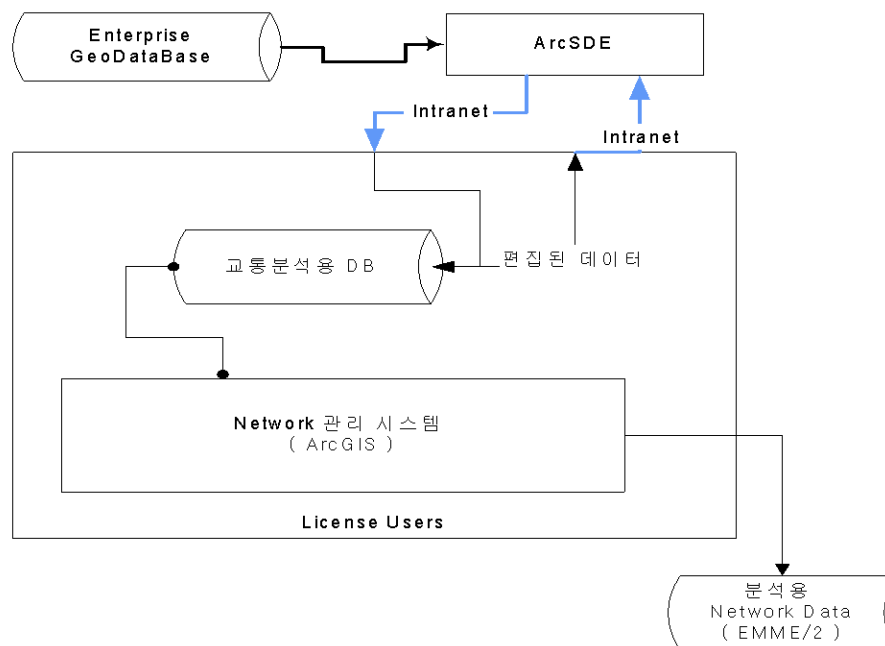 Enterprise
GeoDataBase
ArcSDE
Intranet
Intranet
교통분석용 DB
편집된 데이터
Network 관리 시스템
( ArcGIS )
License Users
분석용
Network Data
( EMME/2 )